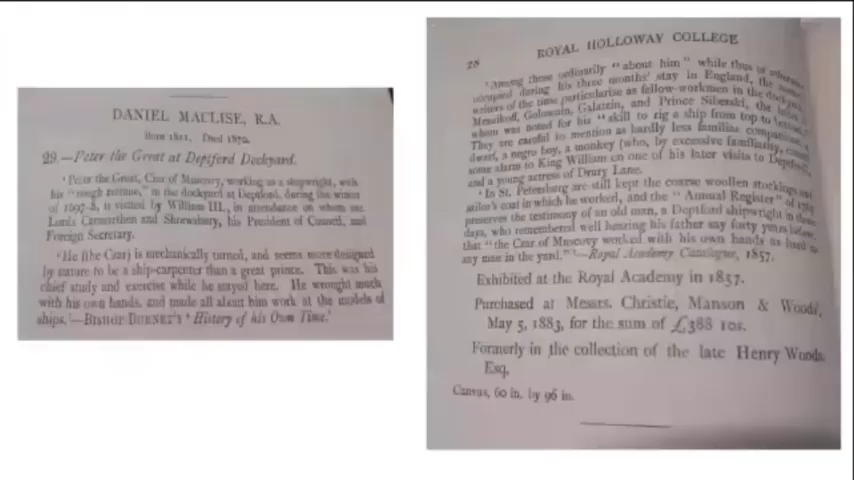 DANIEL MACLISE, R.A.
Born 1811, Died 1870.
29.—Peter the Great at Deptford Dockyard.
'Peter the Great, Czar of Muscovy, working as a shipwright, with
his "rough retinue," in the dockyard at Deptford, during the winter
of 1697-8, is visited by William III., in attendance on whom are
Lords Carmarthen and Shrewsbury, his President of Council, and
Foreign Secretary.
'He (the Czar) is mechanically turned, and seems more designed
by nature to be a ship-carpenter than a great prince. This was his
chief study and exercise while he stayed here. He wrought much
with his own hands, and made all about him work at the models of
ships.'—BISHOP BURNET'S 'History of his Own Time.'
28 ROYAL HOLLOWAY COLLEGE
'Among those ordinarily "about him" while thus or otherwise
occupied during his three months' stay in England, the
writers of the time particularise as fellow-workmen in the dockyard
Menzikoff, Golownin, Galatzin, and Prince Siberski, the
whom was noted for his "skill to rig a ship from top to bottom."
They are careful to mention as hardly less familiar companions, a
dwarf, a negro boy, a monkey (who, by excessive familiarity, caused
some alarm to King William on one of his later visits to Deptford),
and a young actress of Drury Lane.
'In St. Petersburg are still kept the coarse woollen stockings and
sailor's coat in which he worked, and the "Annual Register" of
preserves the testimony of an old man, a Deptford shipwright in those
days, who remembered well hearing his father say forty years before,
that "the Czar of Muscovy worked with his own hands as hard as
any man in the yard."'—Royal Academy Catalogue, 1857.
Exhibited at the Royal Academy in 1857.
Purchased at Messrs. Christie, Manson & Woods',
May 5, 1883, for the sum of £388 10s.
Formerly in the collection of the late Henry Woods,
Esq.
Canvas, 60 in. by 96 in.